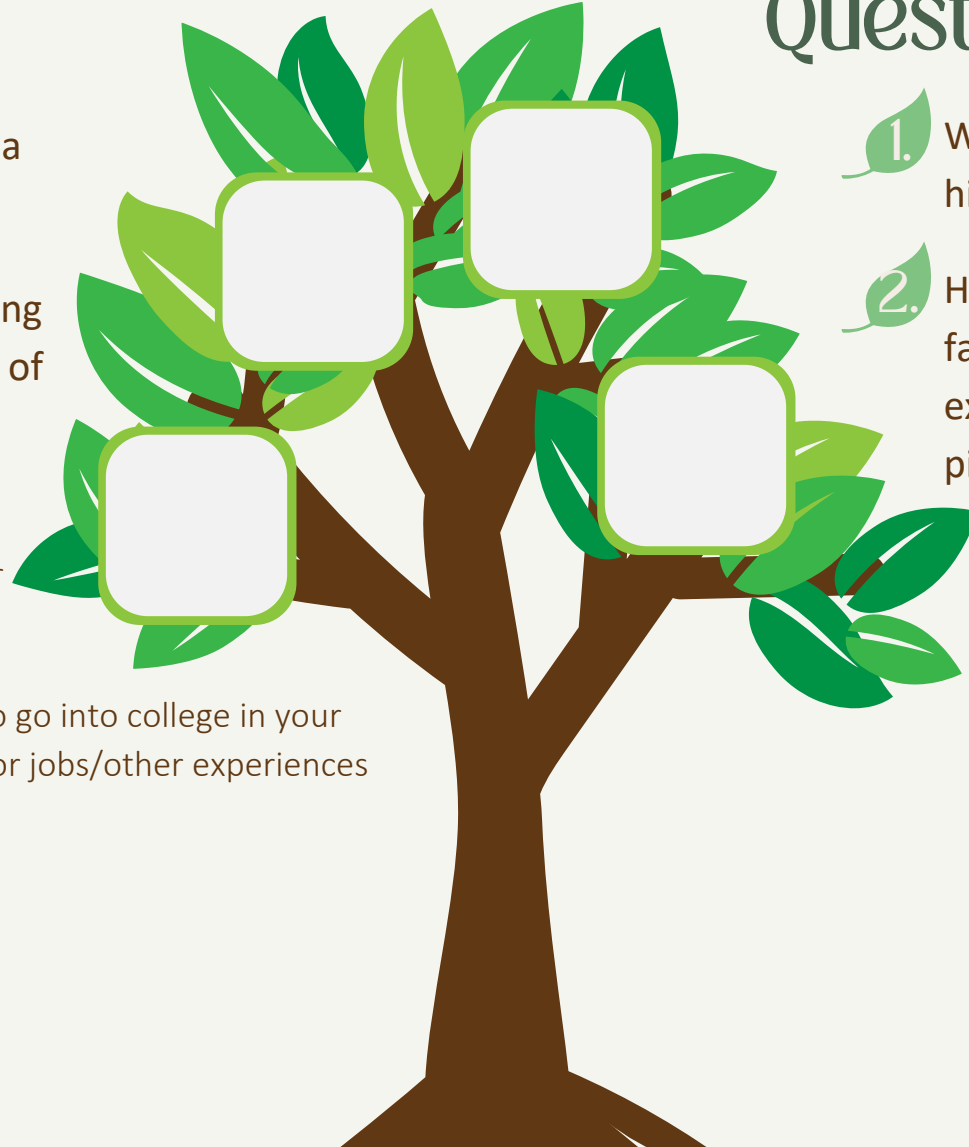 a
ng
of
o go into college in your
or jobs/other experiences
Quest
1. W
hi
2. H
fa
ex
pi